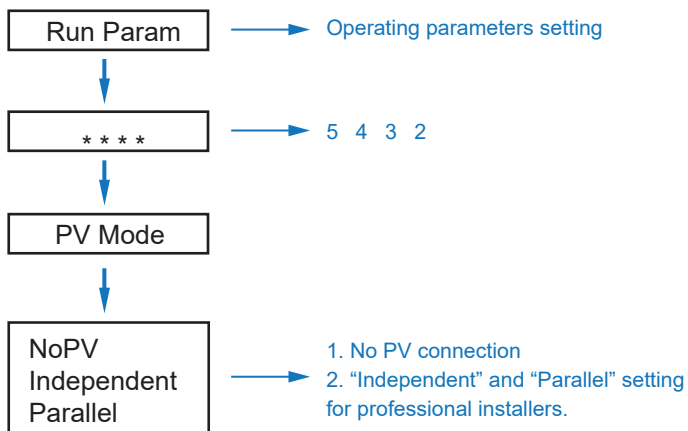 Run Param
Operating parameters setting
* * * *
5 4 3 2
PV Mode
NoPV
Independent
Parallel
1. No PV connection
2. “Independent” and “Parallel” setting
for professional installers.